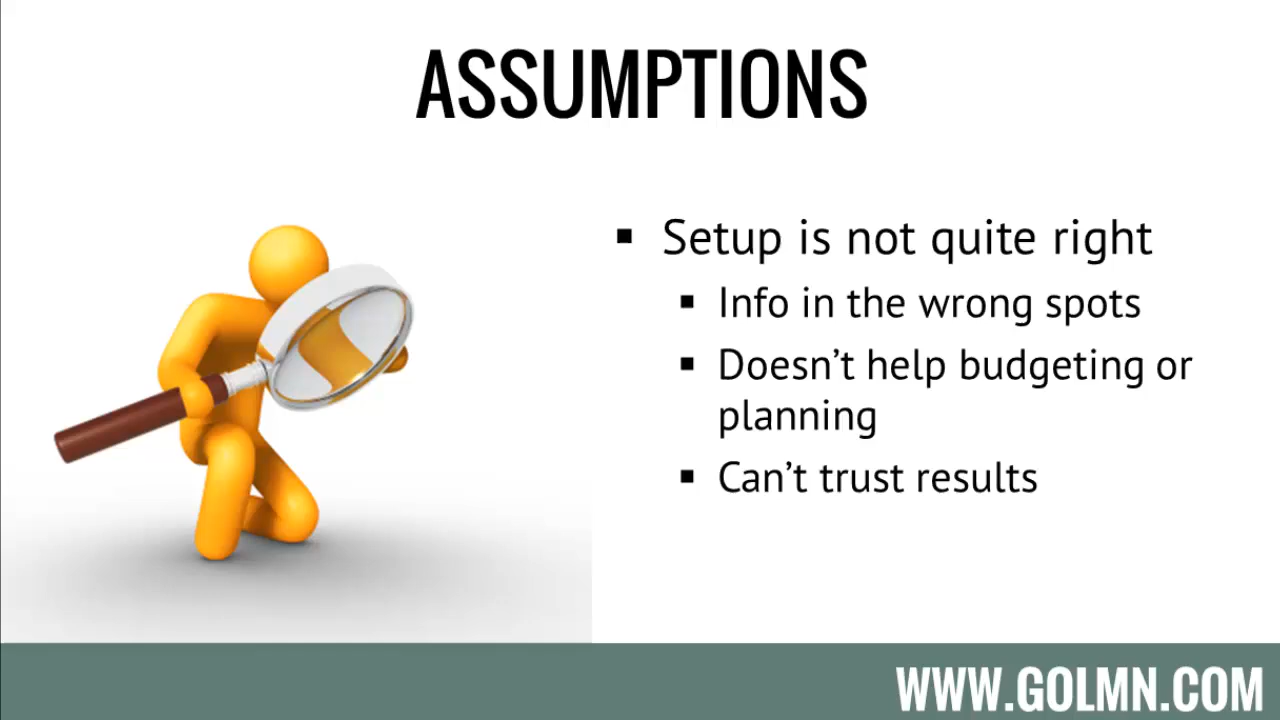 ASSUMPTIONS
Setup is not quite right
Info in the wrong spots
Doesn’t help budgeting or
planning
Can’t trust results
WWW.GOLMN.COM